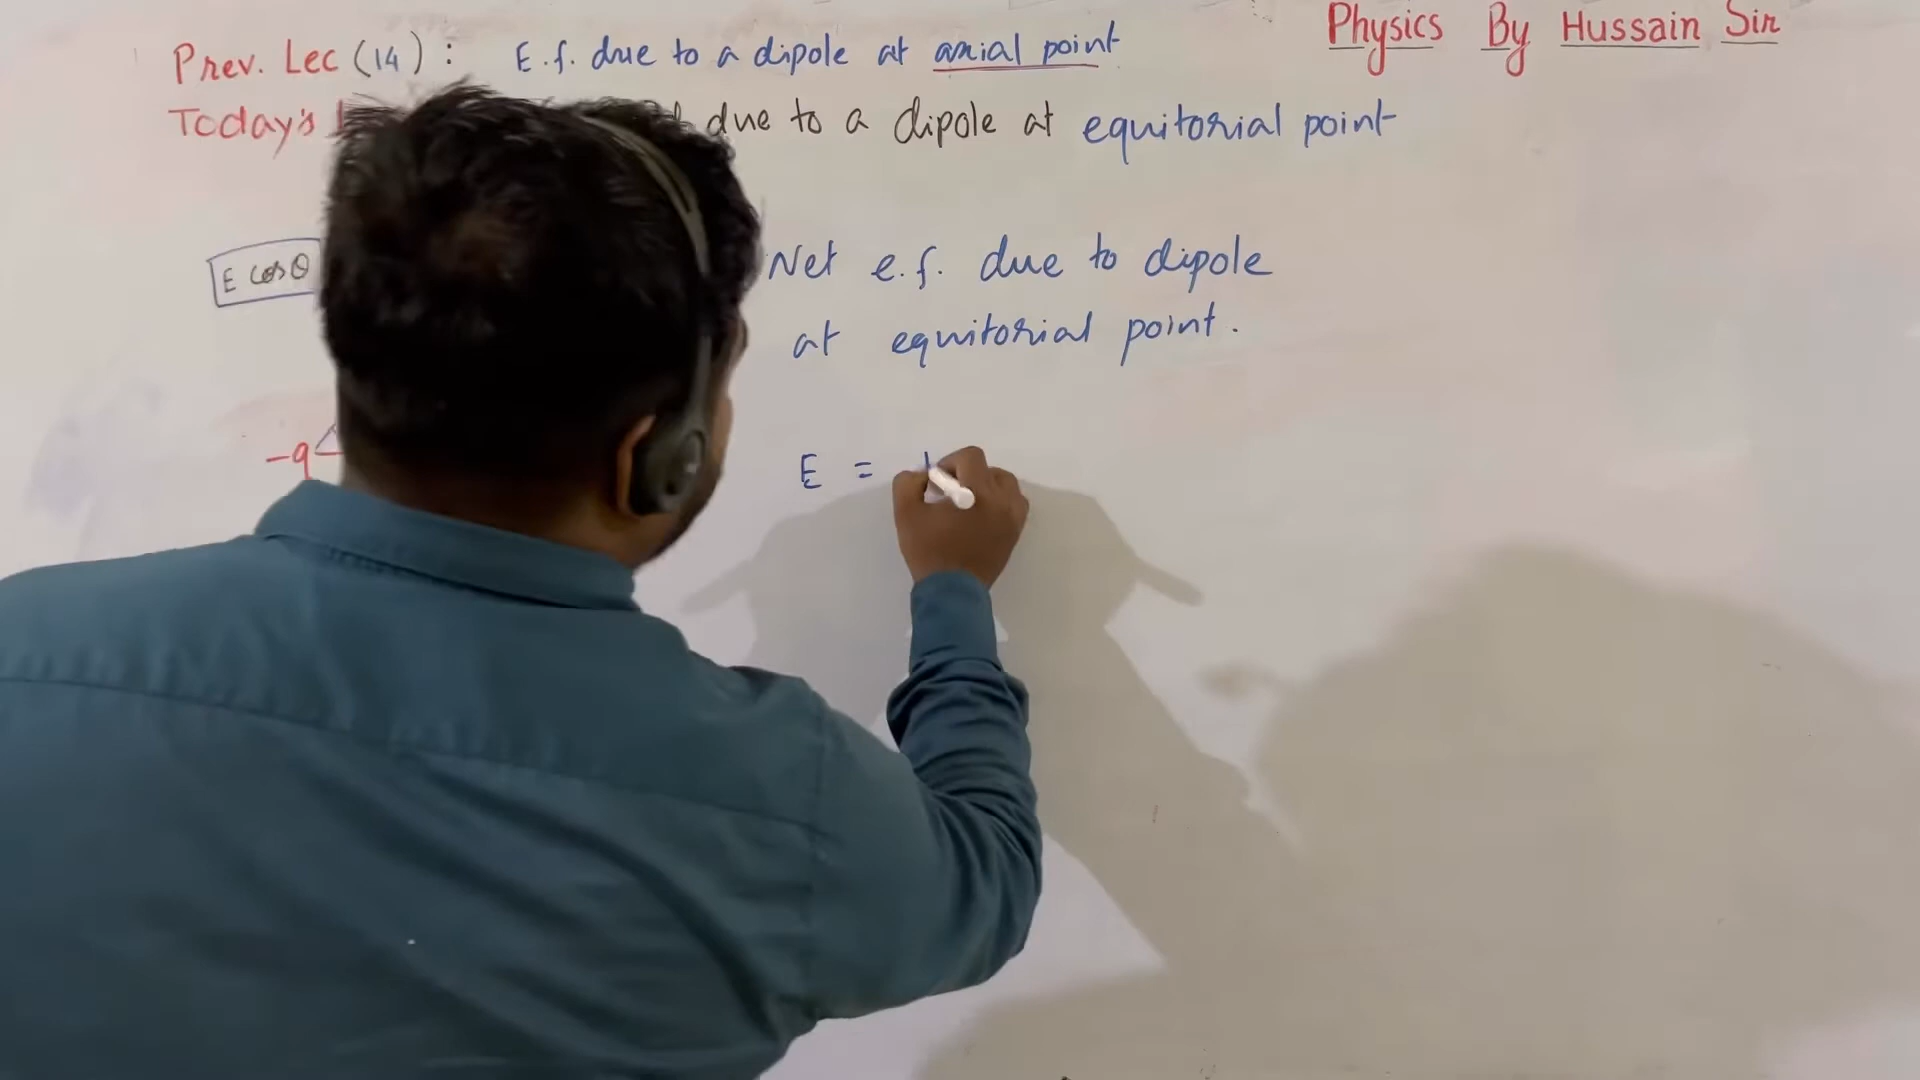 Prev. Lec (14) : E.f. due to a dipole at axial point
Physics By Hussain Sir
Today's due to a dipole at equitorial point
E cosθ
Net e.f. due to dipole
at equitorial point.
-q
E =